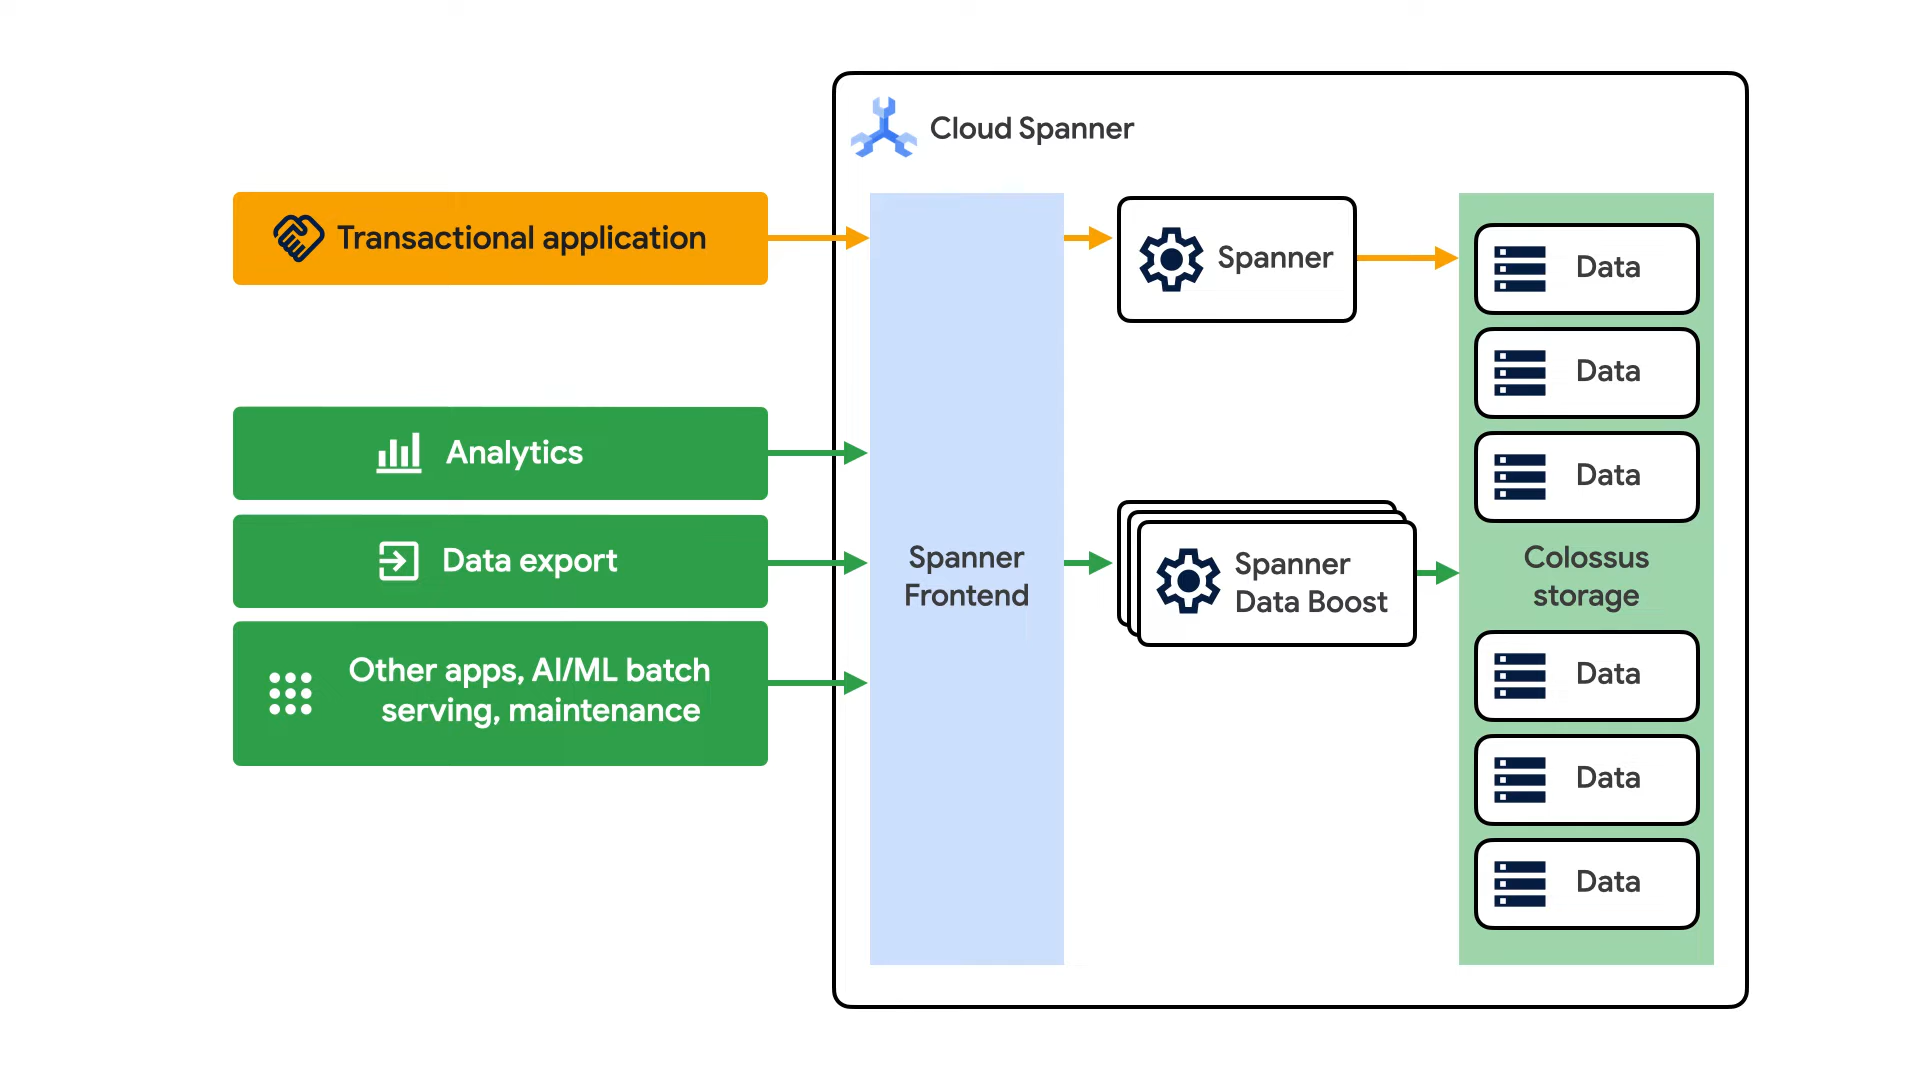 Cloud Spanner
Transactional application
Analytics
Data export
Other apps, AI/ML batch
serving, maintenance
Spanner
Frontend
Spanner
Spanner
Data Boost
Data
Data
Data
Colossus
storage
Data
Data
Data